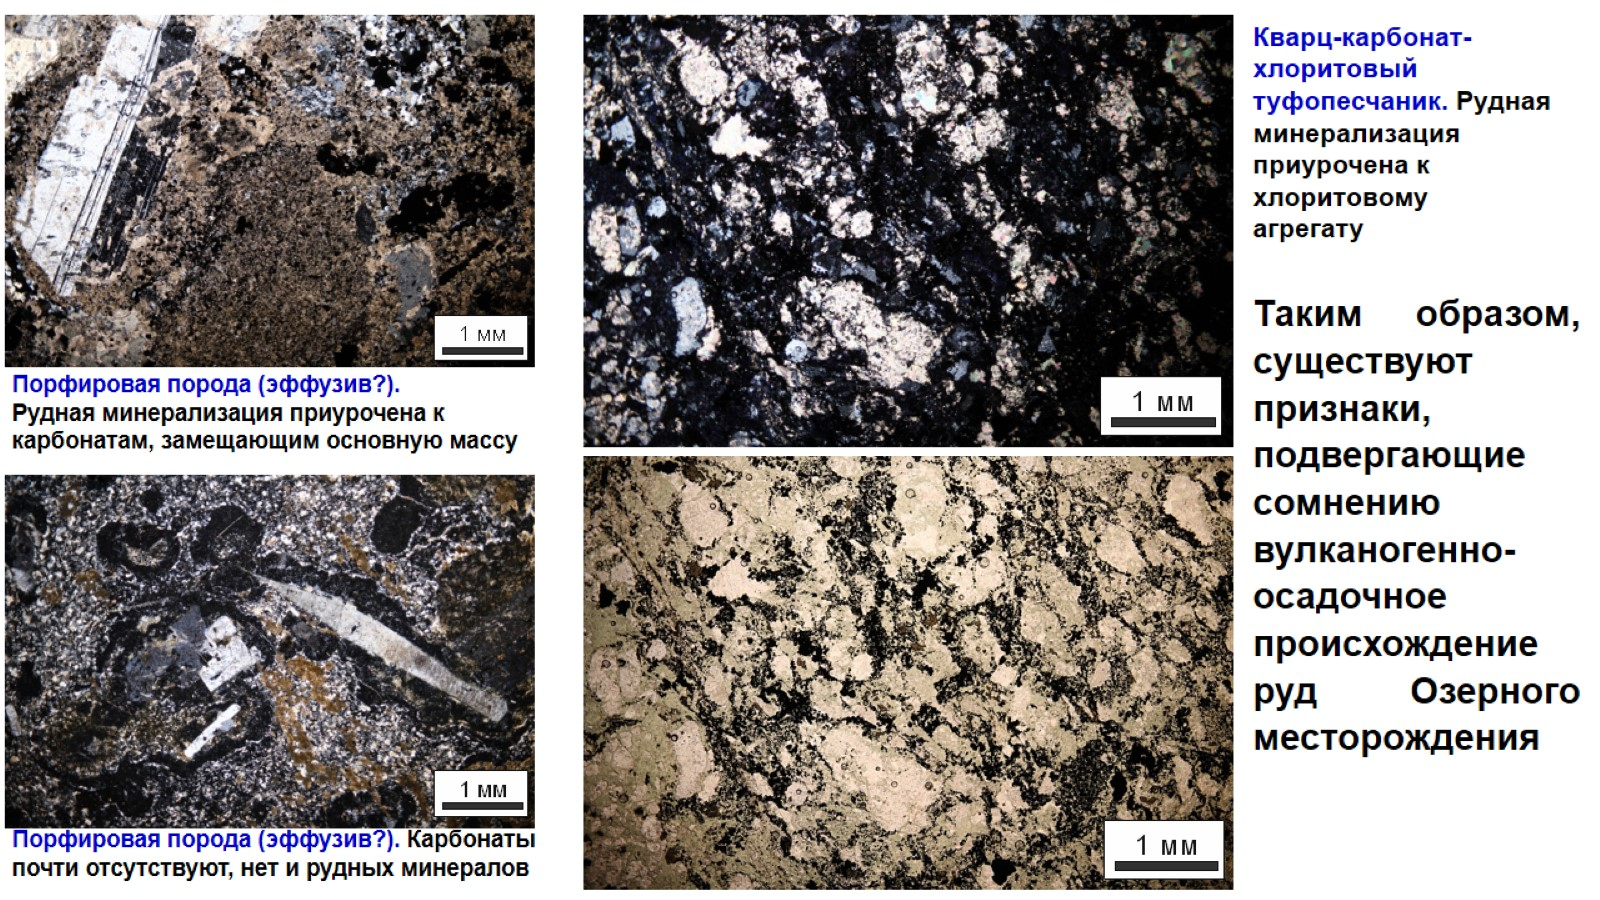 1 мм
Порфировая порода (эффузив?).
Рудная минерализация приурочена к
карбонатам, замещающим основную массу
1 мм
Порфировая порода (эффузив?). Карбонаты
почти отсутствуют, нет и рудных минералов
1 мм
1 мм
Кварц-карбонат-
хлоритовый
туфопесчаник. Рудная
минерализация
приурочена к
хлоритовому
агрегату
Таким образом,
существуют
признаки,
подвергающие
сомнению
вулканогенно-
осадочное
происхождение
руд Озерного
месторождения